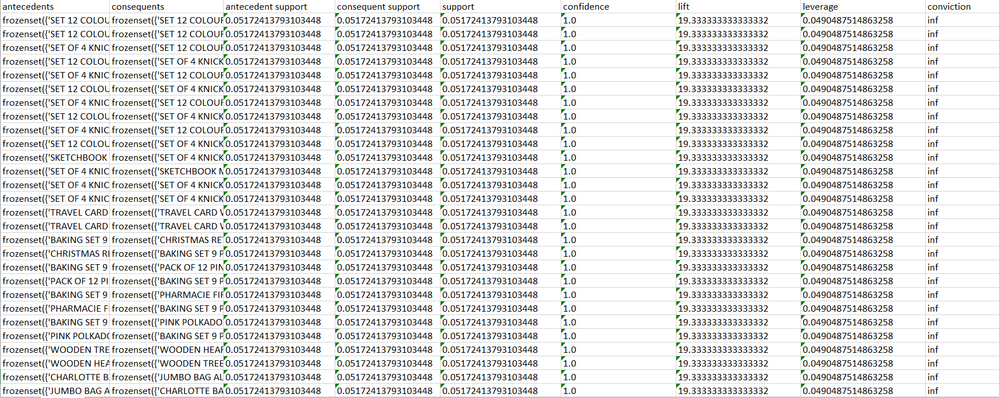 antecedents consequents antecedent support consequent support support confidence lift leverage conviction
frozenset({'SET 12 COLOU frozenset({'SET 12 COLOUR 0.05172413793103448 0.05172413793103448 0.05172413793103448 1.0 19.333333333333332 0.0490487514863258 inf
frozenset({'SET 12 COLOU frozenset({'SET 12 COLOUR 0.05172413793103448 0.05172413793103448 0.05172413793103448 1.0 19.333333333333332 0.0490487514863258 inf
frozenset({'SET OF 4 KNIC frozenset({'SET 12 COLOUR 0.05172413793103448 0.05172413793103448 0.05172413793103448 1.0 19.333333333333332 0.0490487514863258 inf
frozenset({'SET 12 COLOU frozenset({'SET OF 4 KNICK 0.05172413793103448 0.05172413793103448 0.05172413793103448 1.0 19.333333333333332 0.0490487514863258 inf
frozenset({'SET OF 4 KNIC frozenset({'SET 12 COLOUR 0.05172413793103448 0.05172413793103448 0.05172413793103448 1.0 19.333333333333332 0.0490487514863258 inf
frozenset({'SET 12 COLOU frozenset({'SET OF 4 KNICK 0.05172413793103448 0.05172413793103448 0.05172413793103448 1.0 19.333333333333332 0.0490487514863258 inf
frozenset({'SET OF 4 KNIC frozenset({'SET 12 COLOUR 0.05172413793103448 0.05172413793103448 0.05172413793103448 1.0 19.333333333333332 0.0490487514863258 inf
frozenset({'SET 12 COLOU frozenset({'SET OF 4 KNICK 0.05172413793103448 0.05172413793103448 0.05172413793103448 1.0 19.333333333333332 0.0490487514863258 inf
frozenset({'SET OF 4 KNIC frozenset({'SET 12 COLOUR 0.05172413793103448 0.05172413793103448 0.05172413793103448 1.0 19.333333333333332 0.0490487514863258 inf
frozenset({'SET 12 COLOU frozenset({'SET OF 4 KNICK 0.05172413793103448 0.05172413793103448 0.05172413793103448 1.0 19.333333333333332 0.0490487514863258 inf
frozenset({'SKETCHBOOK frozenset({'SET OF 4 KNICK 0.05172413793103448 0.05172413793103448 0.05172413793103448 1.0 19.333333333333332 0.0490487514863258 inf
frozenset({'SET OF 4 KNIC frozenset({'SKETCHBOOK M 0.05172413793103448 0.05172413793103448 0.05172413793103448 1.0 19.333333333333332 0.0490487514863258 inf
frozenset({'SET OF 4 KNIC frozenset({'SET OF 4 KNICK 0.05172413793103448 0.05172413793103448 0.05172413793103448 1.0 19.333333333333332 0.0490487514863258 inf
frozenset({'SET OF 4 KNIC frozenset({'SET OF 4 KNICK 0.05172413793103448 0.05172413793103448 0.05172413793103448 1.0 19.333333333333332 0.0490487514863258 inf
frozenset({'TRAVEL CARD frozenset({'TRAVEL CARD W 0.05172413793103448 0.05172413793103448 0.05172413793103448 1.0 19.333333333333332 0.0490487514863258 inf
frozenset({'TRAVEL CARD frozenset({'TRAVEL CARD W 0.05172413793103448 0.05172413793103448 0.05172413793103448 1.0 19.333333333333332 0.0490487514863258 inf
frozenset({'BAKING SET 9 frozenset({'CHRISTMAS RE 0.05172413793103448 0.05172413793103448 0.05172413793103448 1.0 19.333333333333332 0.0490487514863258 inf
frozenset({'CHRISTMAS RE frozenset({'BAKING SET 9 P 0.05172413793103448 0.05172413793103448 0.05172413793103448 1.0 19.333333333333332 0.0490487514863258 inf
frozenset({'BAKING SET 9 frozenset({'PACK OF 12 PIN 0.05172413793103448 0.05172413793103448 0.05172413793103448 1.0 19.333333333333332 0.0490487514863258 inf
frozenset({'PACK OF 12 PI frozenset({'BAKING SET 9 P 0.05172413793103448 0.05172413793103448 0.05172413793103448 1.0 19.333333333333332 0.0490487514863258 inf
frozenset({'BAKING SET 9 frozenset({'PHARMACIE FIR 0.05172413793103448 0.05172413793103448 0.05172413793103448 1.0 19.333333333333332 0.0490487514863258 inf
frozenset({'PHARMACIE F frozenset({'BAKING SET 9 P 0.05172413793103448 0.05172413793103448 0.05172413793103448 1.0 19.333333333333332 0.0490487514863258 inf
frozenset({'BAKING SET 9 frozenset({'PINK POLKADO 0.05172413793103448 0.05172413793103448 0.05172413793103448 1.0 19.333333333333332 0.0490487514863258 inf
frozenset({'PINK POLKADO frozenset({'BAKING SET 9 P 0.05172413793103448 0.05172413793103448 0.05172413793103448 1.0 19.333333333333332 0.0490487514863258 inf
frozenset({'WOODEN TRE frozenset({'WOODEN HEAR 0.05172413793103448 0.05172413793103448 0.05172413793103448 1.0 19.333333333333332 0.0490487514863258 inf
frozenset({'WOODEN HEA frozenset({'WOODEN TREE 0.05172413793103448 0.05172413793103448 0.05172413793103448 1.0 19.333333333333332 0.0490487514863258 inf
frozenset({'CHARLOTTE B frozenset({'JUMBO BAG AL 0.05172413793103448 0.05172413793103448 0.05172413793103448 1.0 19.333333333333332 0.0490487514863258 inf
frozenset({'JUMBO BAG A frozenset({'CHARLOTTE BA 0.05172413793103448 0.05172413793103448 0.05172413793103448 1.0 19.333333333333332 0.0490487514863258 inf